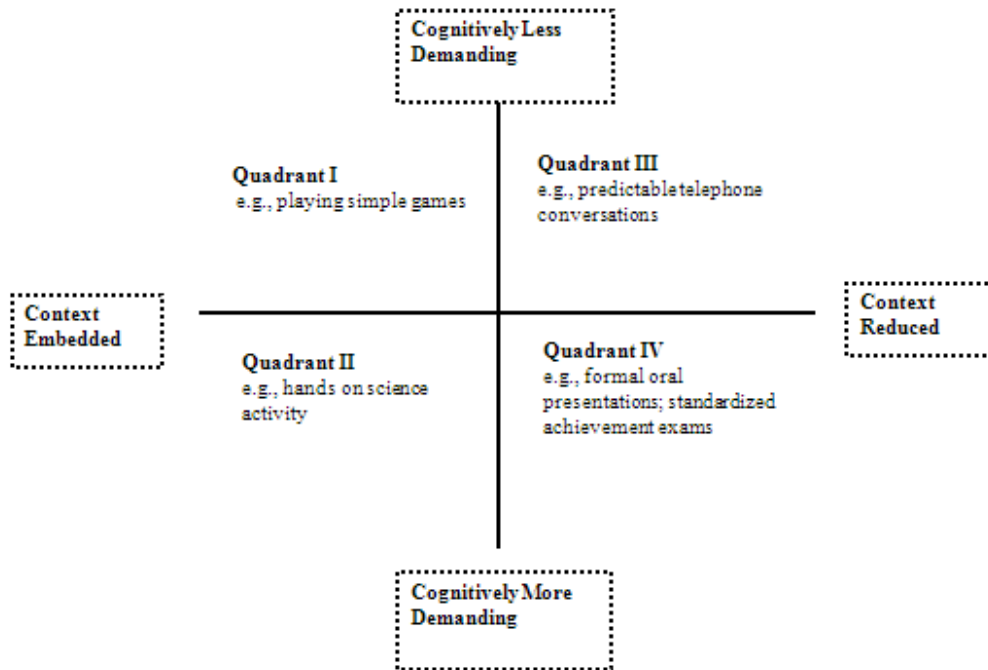 Cognitively Less
Demanding
Quadrant I
e.g., playing simple games
Quadrant III
e.g., predictable telephone
conversations
Context
Embedded
Context
Reduced
Quadrant II
e.g., hands on science
activity
Quadrant IV
e.g., formal oral
presentations; standardized
achievement exams
Cognitively More
Demanding